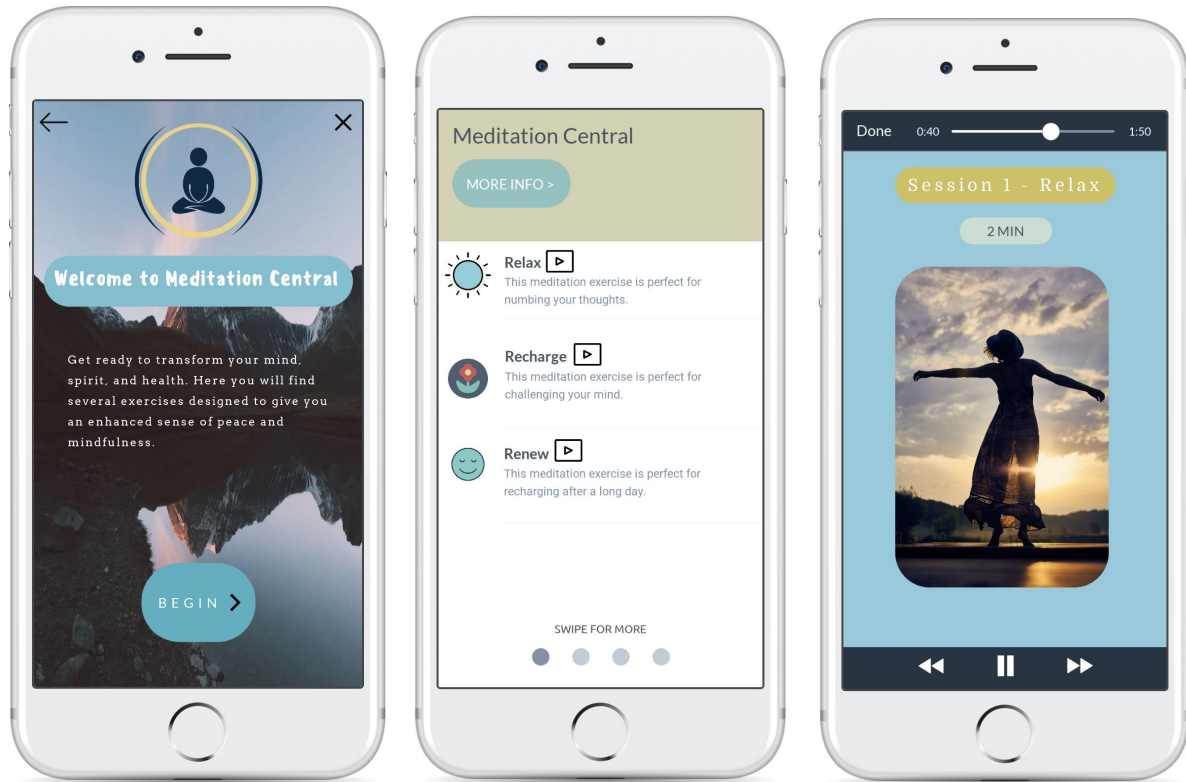 Welcome to Meditation Central
Get ready to transform your mind,
spirit, and health. Here you will find
several exercises designed to give you
an enhanced sense of peace and
mindfulness.
BEGIN
Meditation Central
MORE INFO >
Relax
This meditation exercise is perfect for
numbing your thoughts.
Recharge
This meditation exercise is perfect for
challenging your mind.
Renew
This meditation exercise is perfect for
recharging after a long day.
SWIPE FOR MORE
Done 0:40 1:50
Session 1 - Relax
2 MIN